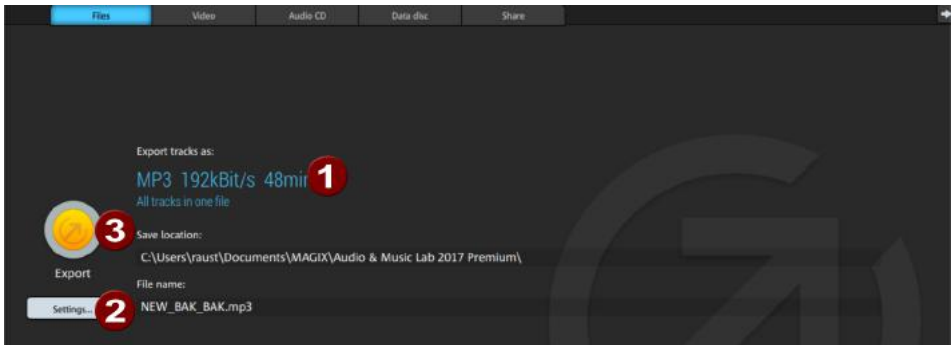 Files Video Audio CD Data disc Share
Export tracks as:
MP3 192kBit/s 48min 1
All tracks in one file
3
Save location:
C:\Users\raust\Documents\MAGIX\Audio & Music Lab 2017 Premium\
Export
File name:
Settings... 2 NEW_BAK_BAK.mp3